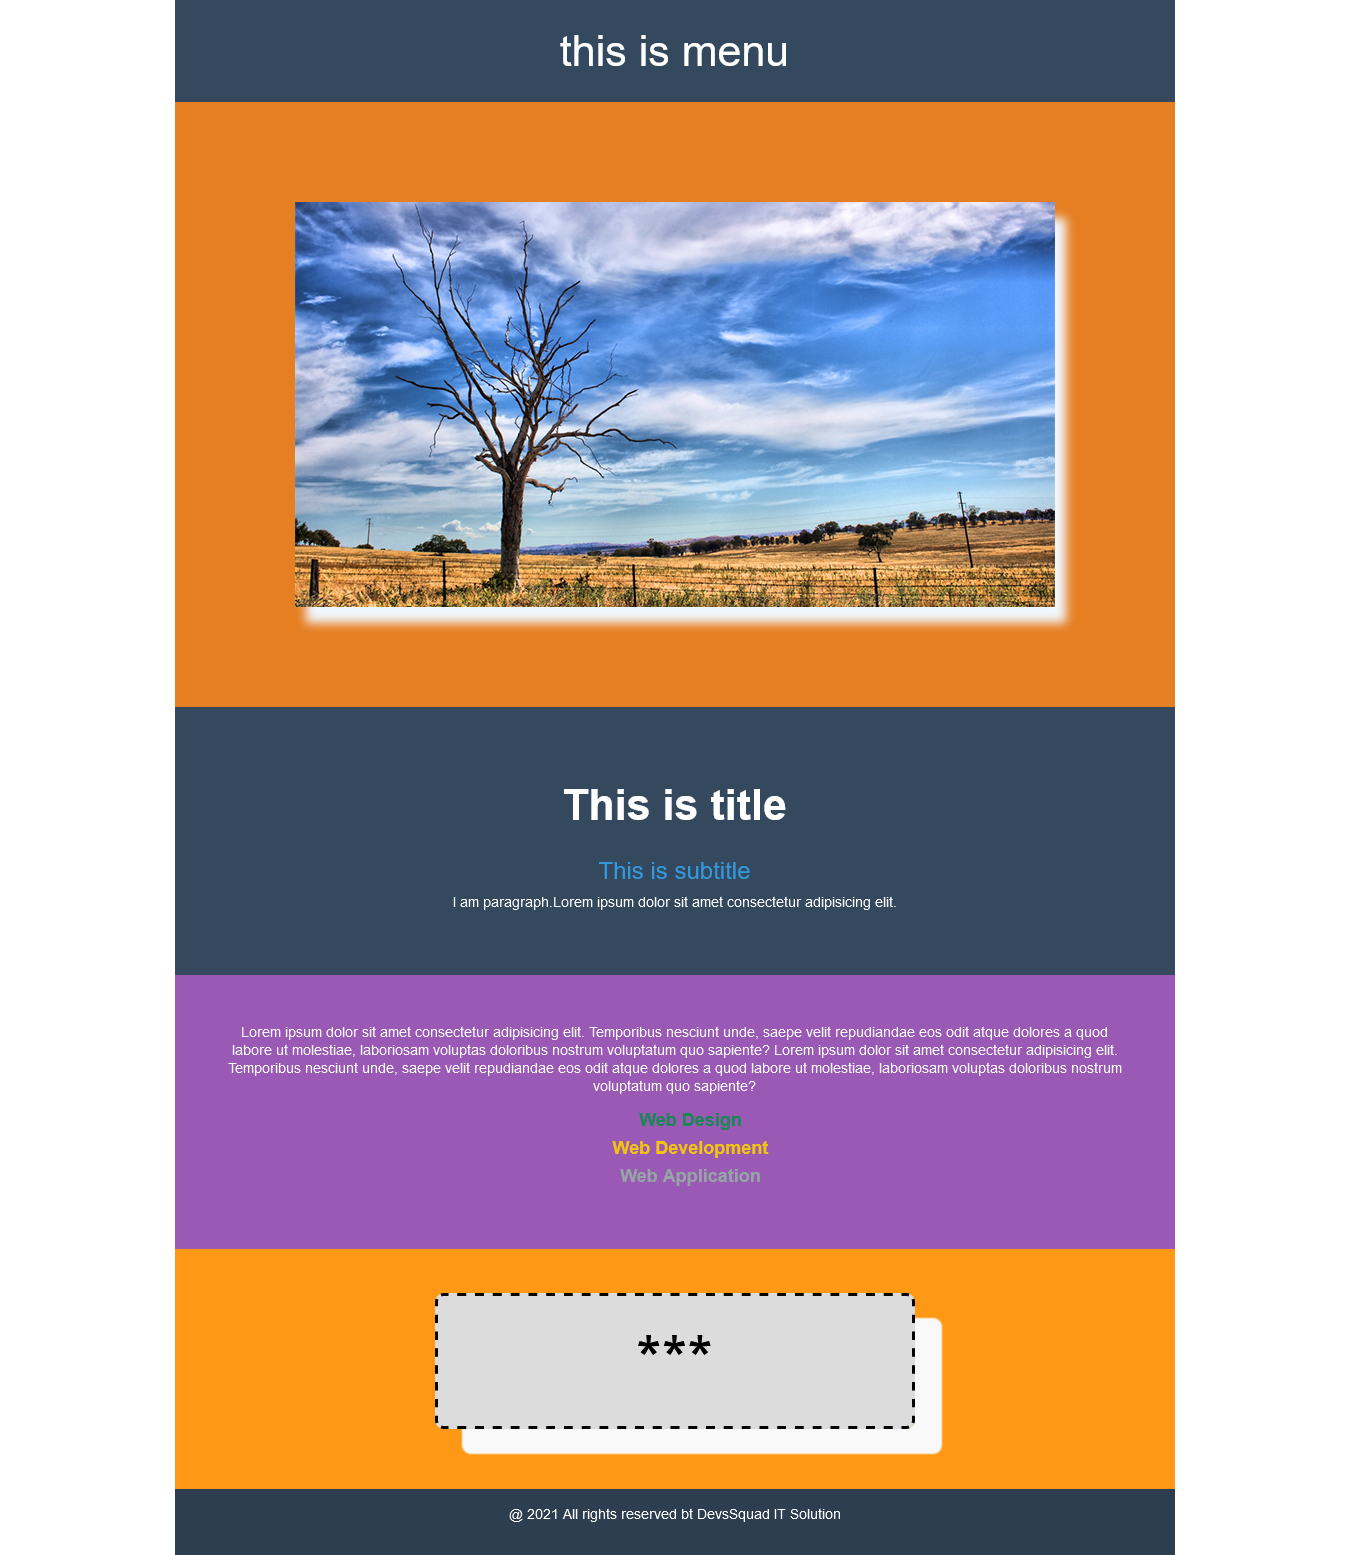 this is menu
This is title
This is subtitle
I am paragraph.Lorem ipsum dolor sit amet consectetur adipisicing elit.
Lorem ipsum dolor sit amet consectetur adipisicing elit. Temporibus nesciunt unde, saepe velit repudiandae eos odit atque dolores a quod
labore ut molestiae, laboriosam voluptas doloribus nostrum voluptatum quo sapiente? Lorem ipsum dolor sit amet consectetur adipisicing elit.
Temporibus nesciunt unde, saepe velit repudiandae eos odit atque dolores a quod labore ut molestiae, laboriosam voluptas doloribus nostrum
voluptatum quo sapiente?
Web Design
Web Development
Web Application
***
@ 2021 All rights reserved bt DevsSquad IT Solution